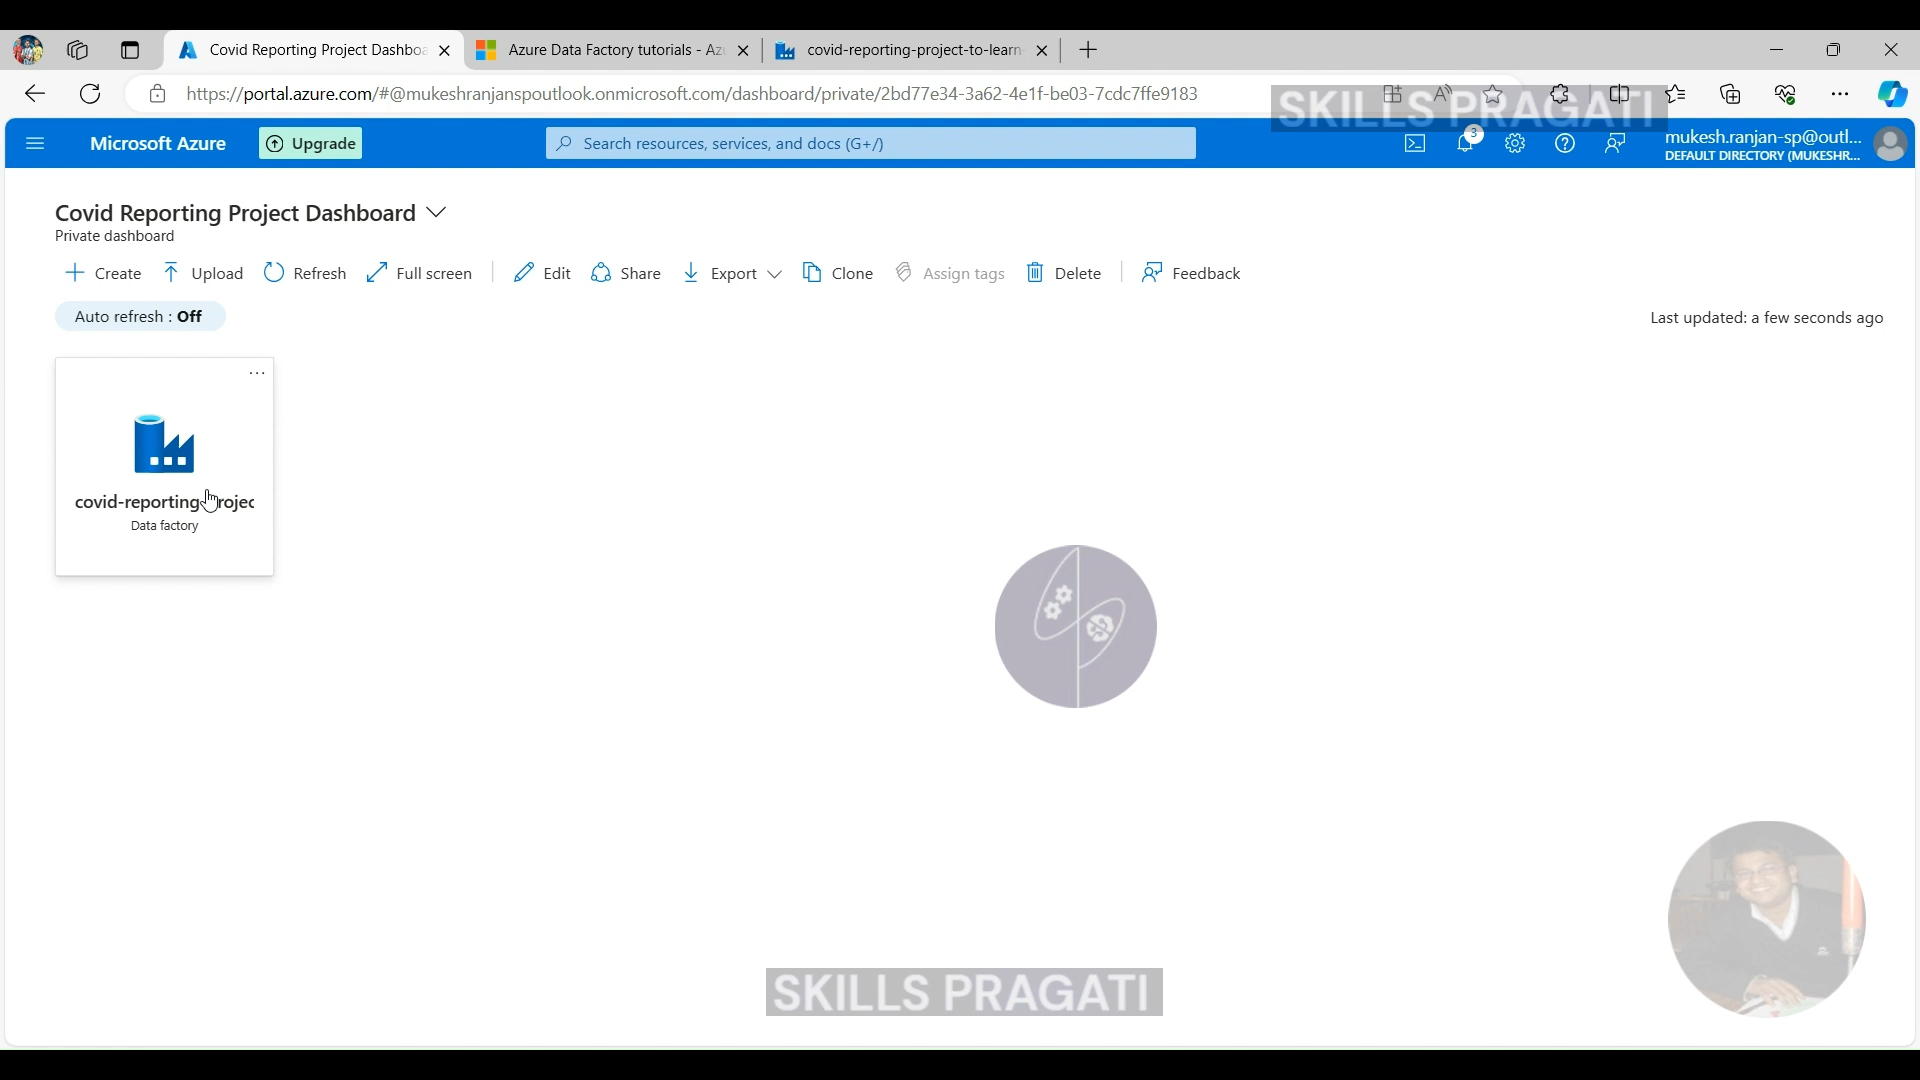 Covid Reporting Project Dashboa
Azure Data Factory tutorials - Az
covid-reporting-project-to-learn-
https://portal.azure.com/#@mukeshranjanspoutlook.onmicrosoft.com/dashboard/private/2bd77e34-3a62-4e1f-be03-7cdc7ffe9183
SKILLS PRAGATI
Microsoft Azure
Upgrade
Search resources, services, and docs (G+/)
3
mukesh.ranjan-sp@outl...
DEFAULT DIRECTORY (MUKESHR...
Covid Reporting Project Dashboard
Private dashboard
Create Upload Refresh Full screen Edit Share Export Clone Assign tags Delete Feedback
Auto refresh : Off
Last updated: a few seconds ago
covid-reporting-projec
Data factory
SKILLS PRAGATI